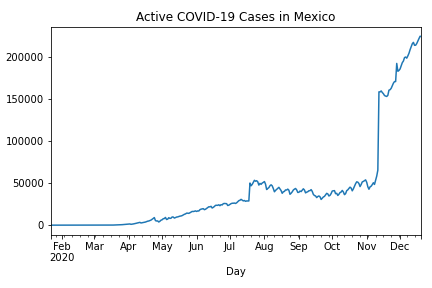 Active COVID-19 Cases in Mexico
200000
150000
100000
50000
0
Feb Mar Apr May Jun Jul Aug Sep Oct Nov Dec
2020
Day